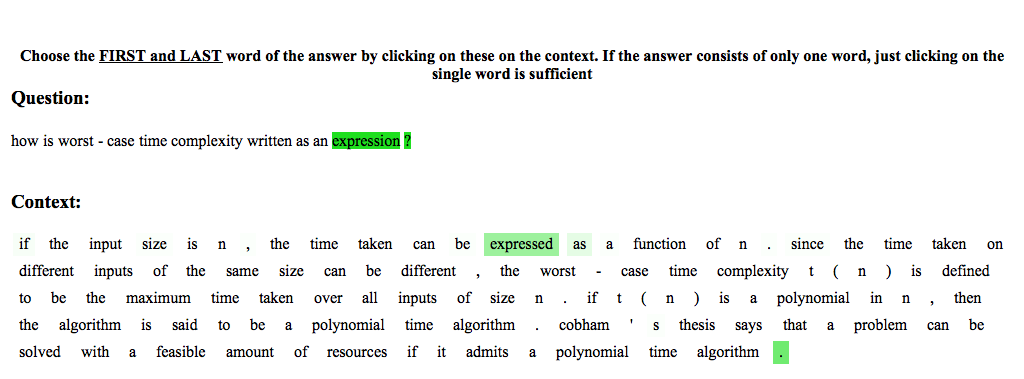 Choose the FIRST and LAST word of the answer by clicking on these on the context. If the answer consists of only one word, just clicking on the
single word is sufficient
Question:
how is worst - case time complexity written as an expression ?
Context:
if the input size is n , the time taken can be expressed as a function of n . since the time taken on
different inputs of the same size can be different , the worst - case time complexity t ( n ) is defined
to be the maximum time taken over all inputs of size n . if t ( n ) is a polynomial in n , then
the algorithm is said to be a polynomial time algorithm . cobham ' s thesis says that a problem can be
solved with a feasible amount of resources if it admits a polynomial time algorithm .